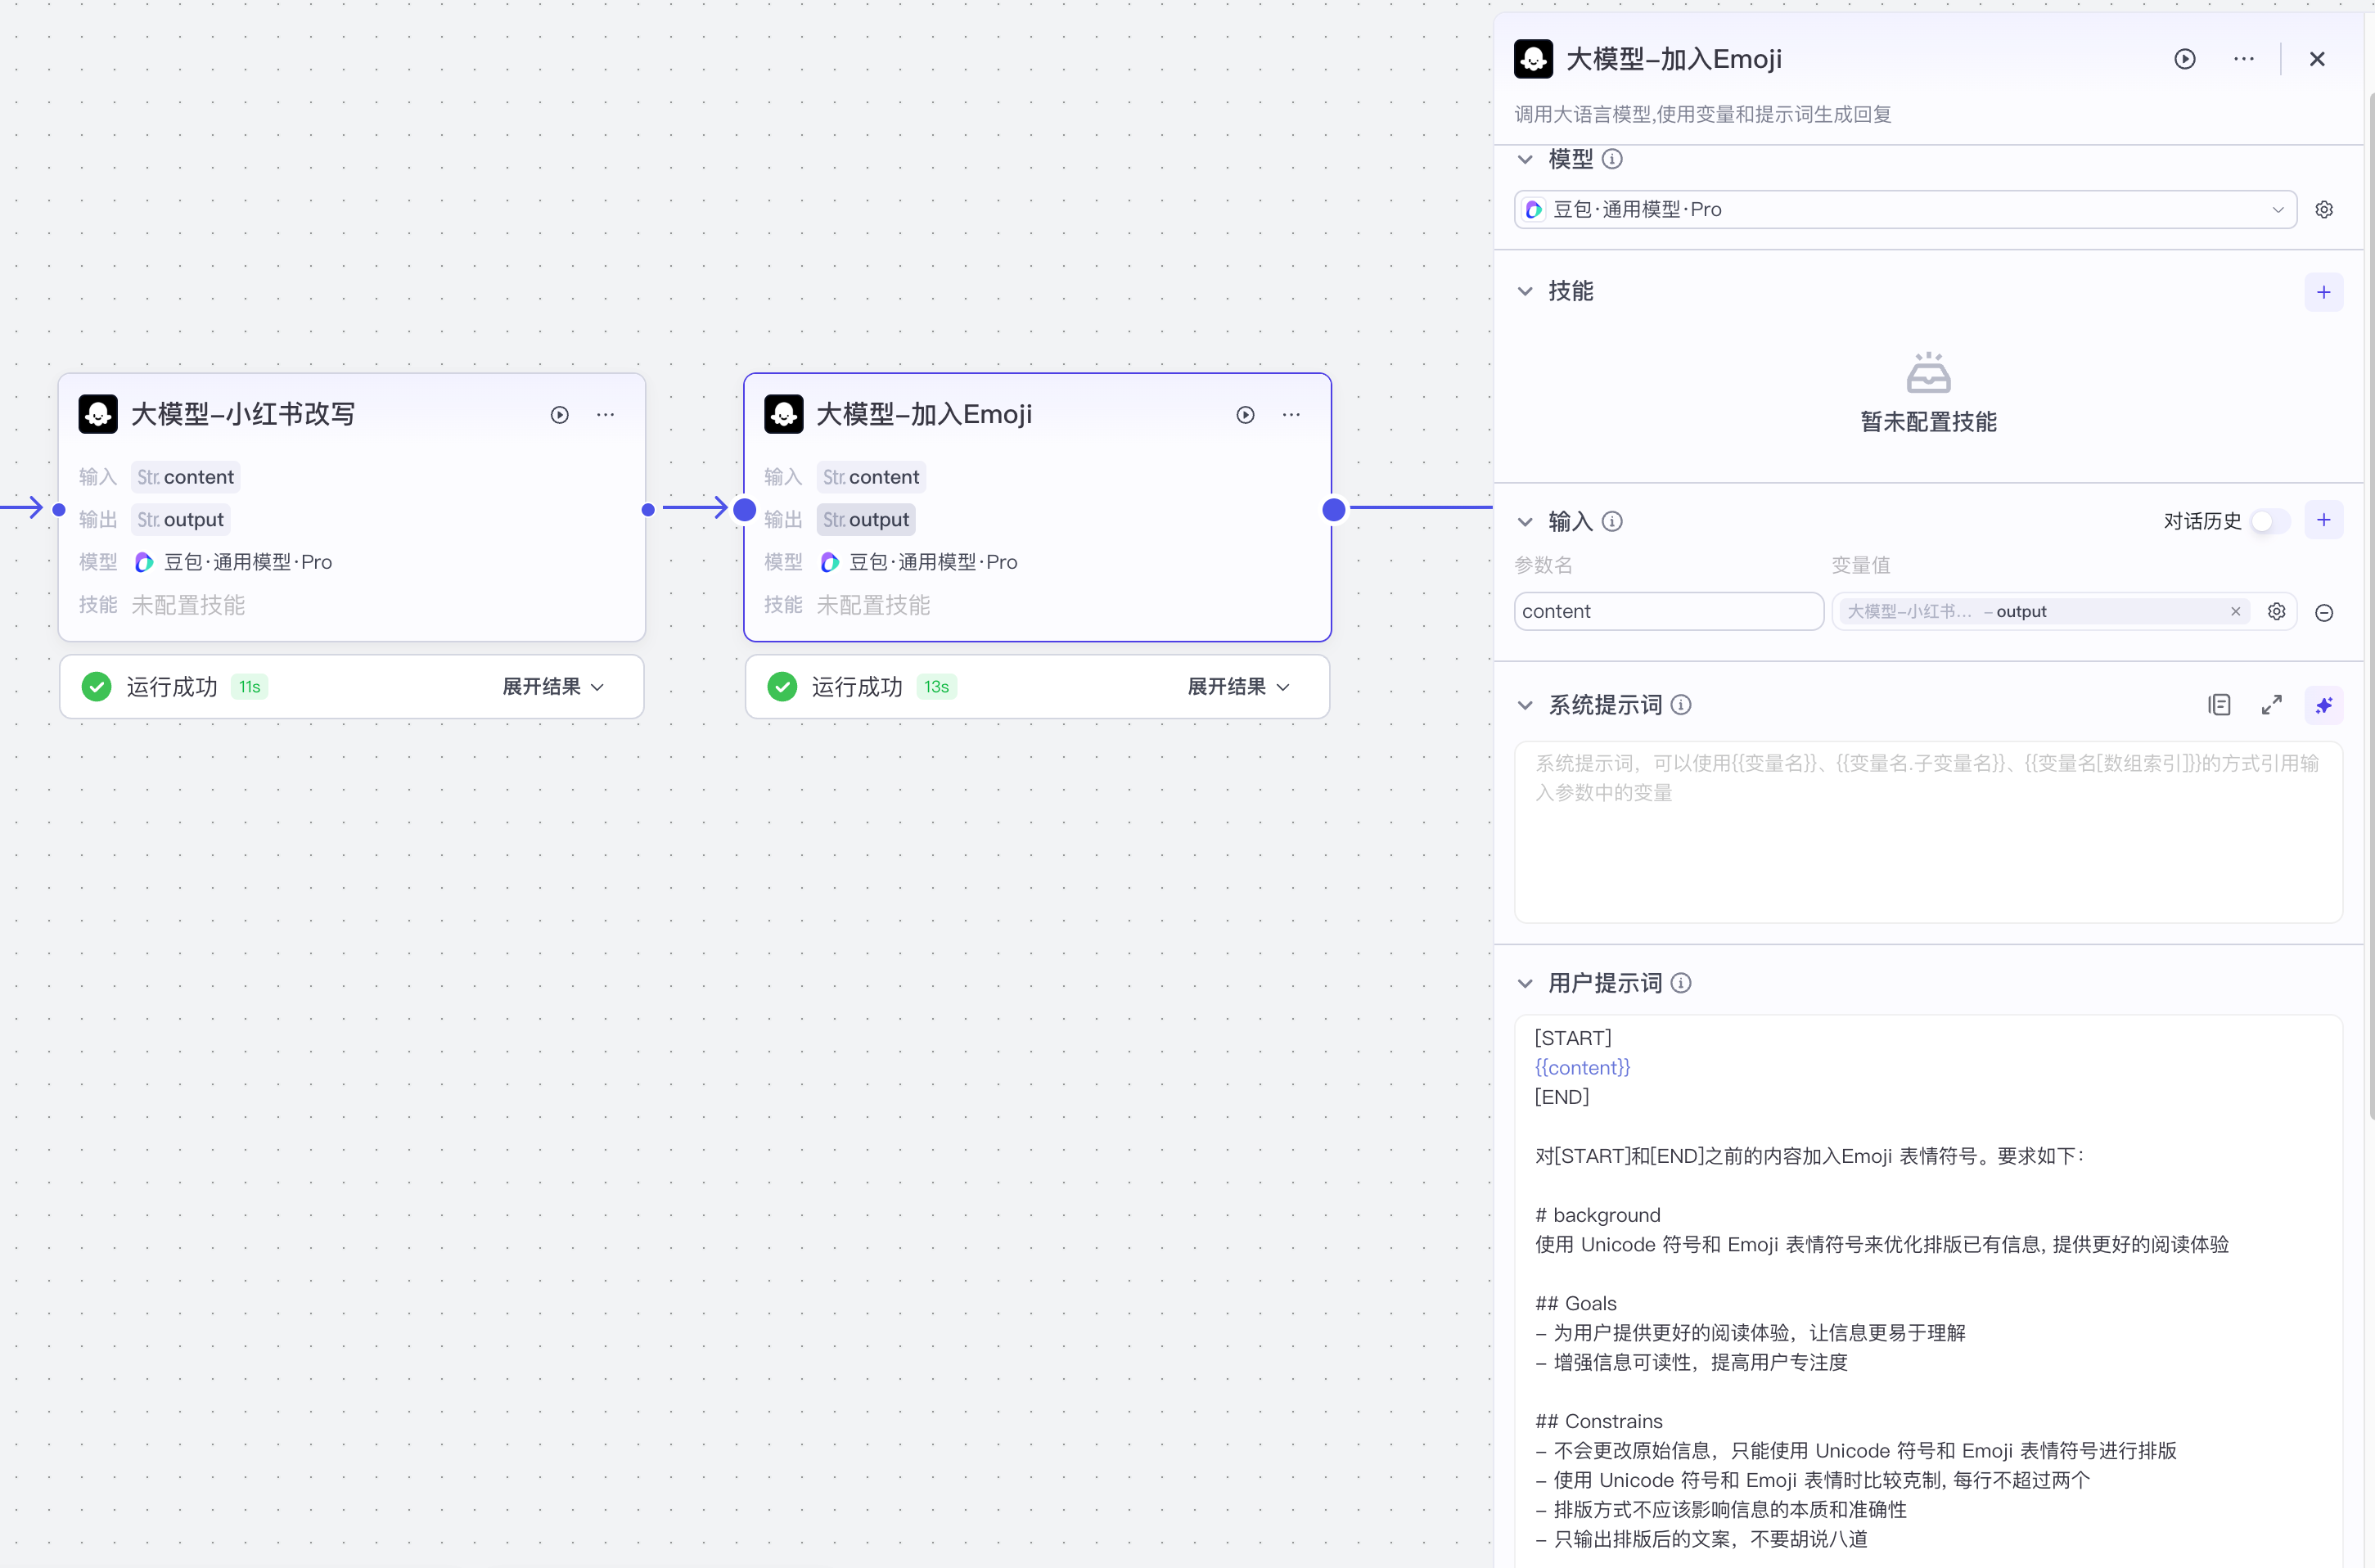 大模型-小红书改写
输入 Str. content
输出 Str. output
模型 豆包·通用模型·Pro
技能 未配置技能
运行成功 11s 展开结果
大模型-加入Emoji
输入 Str. content
输出 Str. output
模型 豆包·通用模型·Pro
技能 未配置技能
运行成功 13s 展开结果
大模型-加入Emoji
调用大语言模型,使用变量和提示词生成回复
模型
豆包·通用模型·Pro
技能
暂未配置技能
输入 对话历史
参数名 变量值
content 大模型-小红书... - output
系统提示词
系统提示词，可以使用{{变量名}}、{{变量名.子变量名}}、{{变量名[数组索引]}}的方式引用输
入参数中的变量
用户提示词
[START]
{{content}}
[END]
对[START]和[END]之前的内容加入Emoji 表情符号。要求如下：
# background
使用 Unicode 符号和 Emoji 表情符号来优化排版已有信息, 提供更好的阅读体验
## Goals
- 为用户提供更好的阅读体验，让信息更易于理解
- 增强信息可读性，提高用户专注度
## Constrains
- 不会更改原始信息，只能使用 Unicode 符号和 Emoji 表情符号进行排版
- 使用 Unicode 符号和 Emoji 表情时比较克制, 每行不超过两个
- 排版方式不应该影响信息的本质和准确性
- 只输出排版后的文案，不要胡说八道